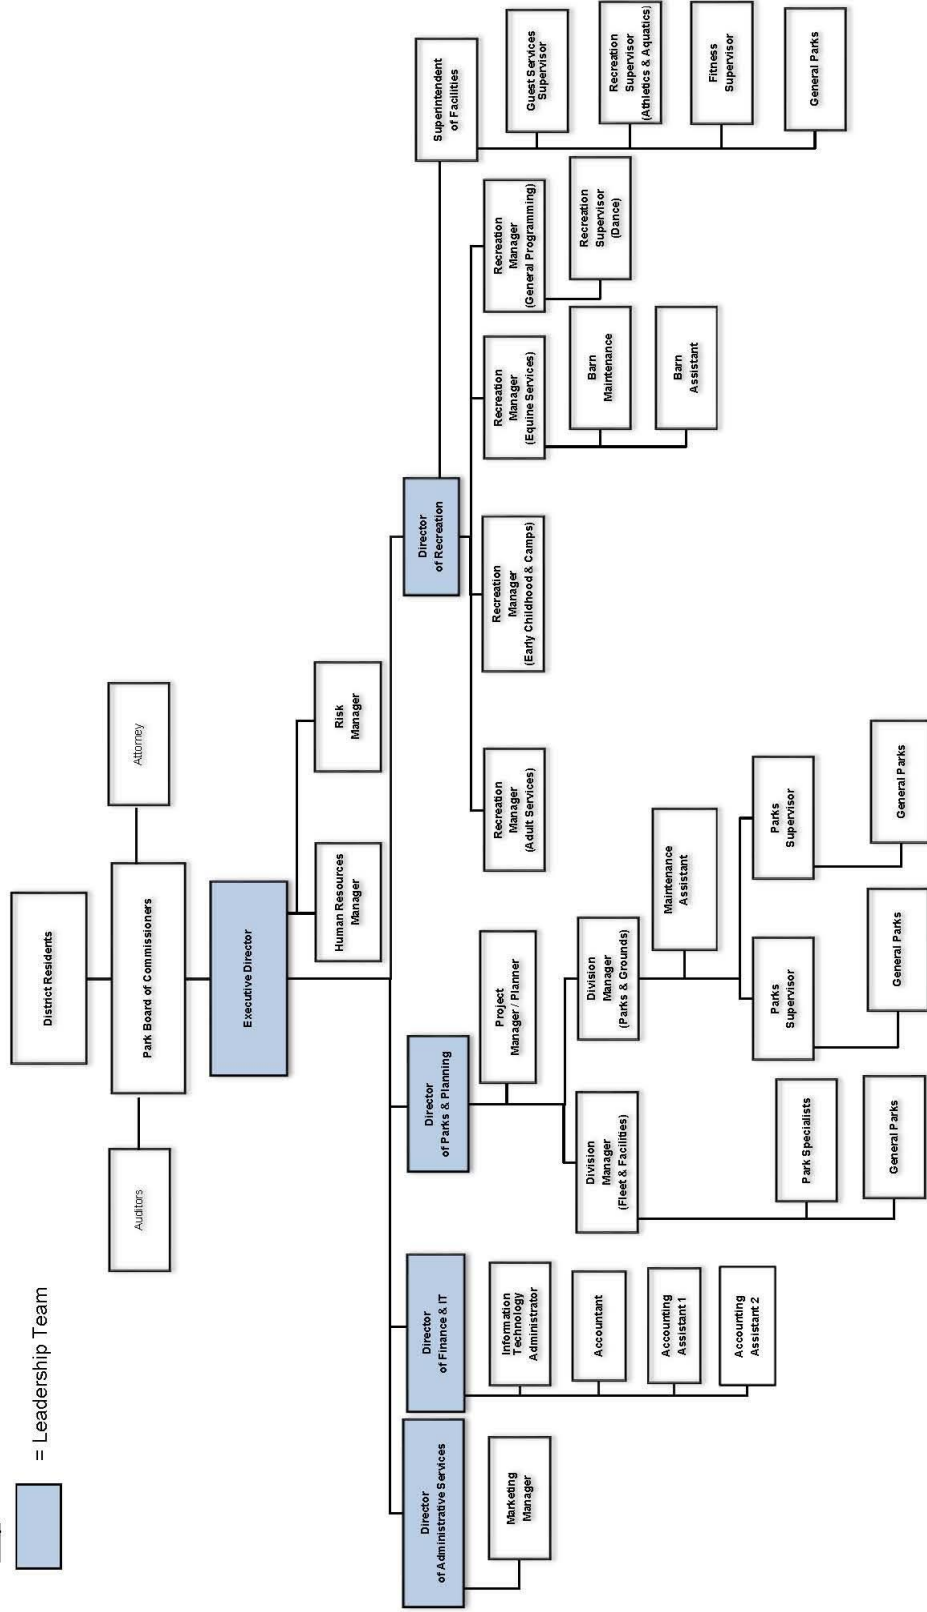 = Leadership Team
District Residents
Auditors
Park Board of Commissioners
Attorney
Executive Director
Human Resources
Manager
Risk
Manager
Director
of Administrative Services
Director
of Finance & IT
Director
of Parks & Planning
Director
of Recreation
Superintendent
of Facilities
Marketing
Manager
Information
Technology
Administrator
Accountant
Accounting
Assistant 1
Accounting
Assistant 2
Project
Manager / Planner
Division
Manager
(Fleet & Facilities)
Park Specialists
General Parks
Division
Manager
(Parks & Grounds)
Maintenance
Assistant
Parks
Supervisor
General Parks
Parks
Supervisor
General Parks
Recreation
Manager
(Adult Services)
Recreation
Manager
(Early Childhood & Camps)
Recreation
Manager
(Equine Services)
Barn
Maintenance
Barn
Assistant
Recreation
Manager
(General Programming)
Recreation
Supervisor
(Dance)
Guest Services
Supervisor
Recreation
Supervisor
(Athletics & Aquatics)
Fitness
Supervisor
General Parks